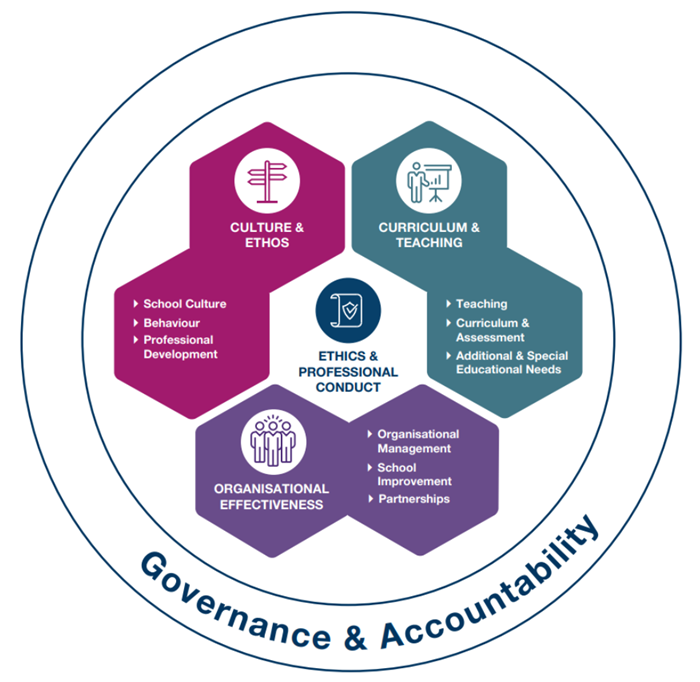 CULTURE &
ETHOS
School Culture
Behaviour
Professional
Development
CURRICULUM &
TEACHING
Teaching
Curriculum &
Assessment
Additional & Special
Educational Needs
ETHICS &
PROFESSIONAL
CONDUCT
ORGANISATIONAL
EFFECTIVENESS
Organisational
Management
School
Improvement
Partnerships
Governance & Accountability